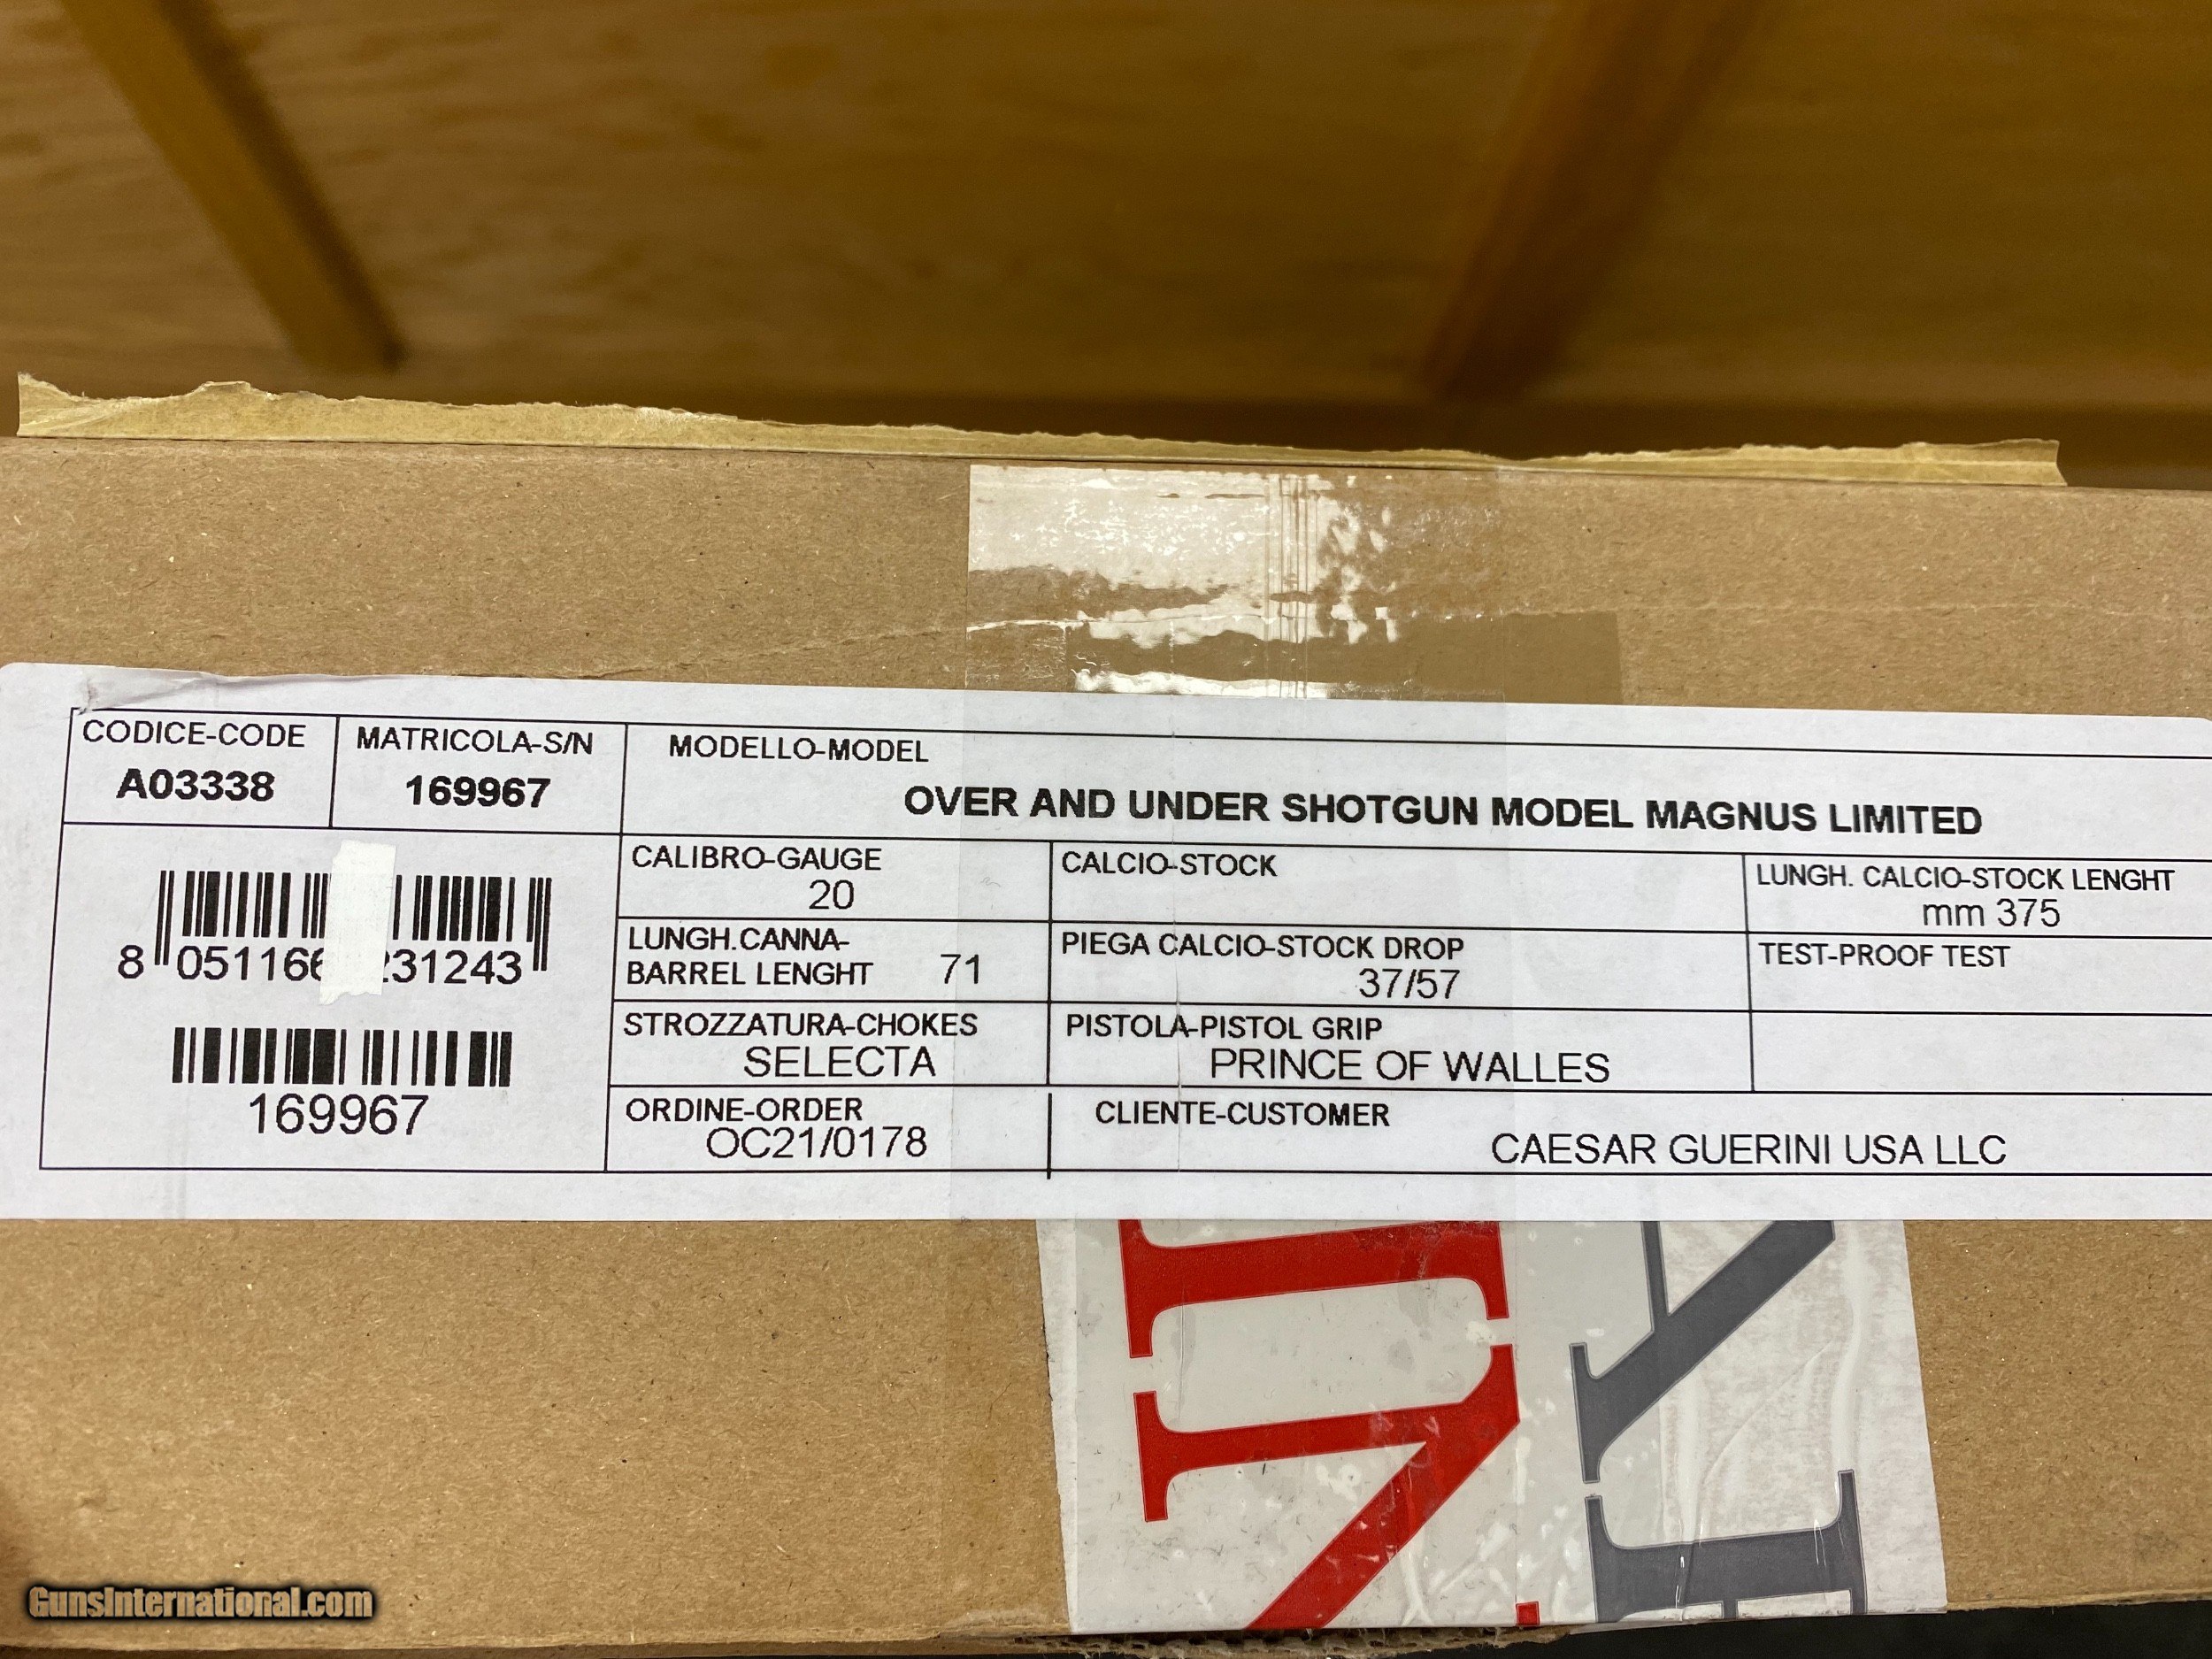 CODICE-CODE
A03338
MATRICOLA-S/N
169967
MODELLO-MODEL
OVER AND UNDER SHOTGUN MODEL MAGNUS LIMITED
8 051166 231243
169967
CALIBRO-GAUGE
20
CALCIO-STOCK
LUNGH. CALCIO-STOCK LENGHT
mm 375
LUNGH.CANNA-
BARREL LENGHT 71
PIEGA CALCIO-STOCK DROP
37/57
TEST-PROOF TEST
STROZZATURA-CHOKES
SELECTA
PISTOLA-PISTOL GRIP
PRINCE OF WALLES
ORDINE-ORDER
OC21/0178
CLIENTE-CUSTOMER
CAESAR GUERINI USA LLC
GunsInternational.com